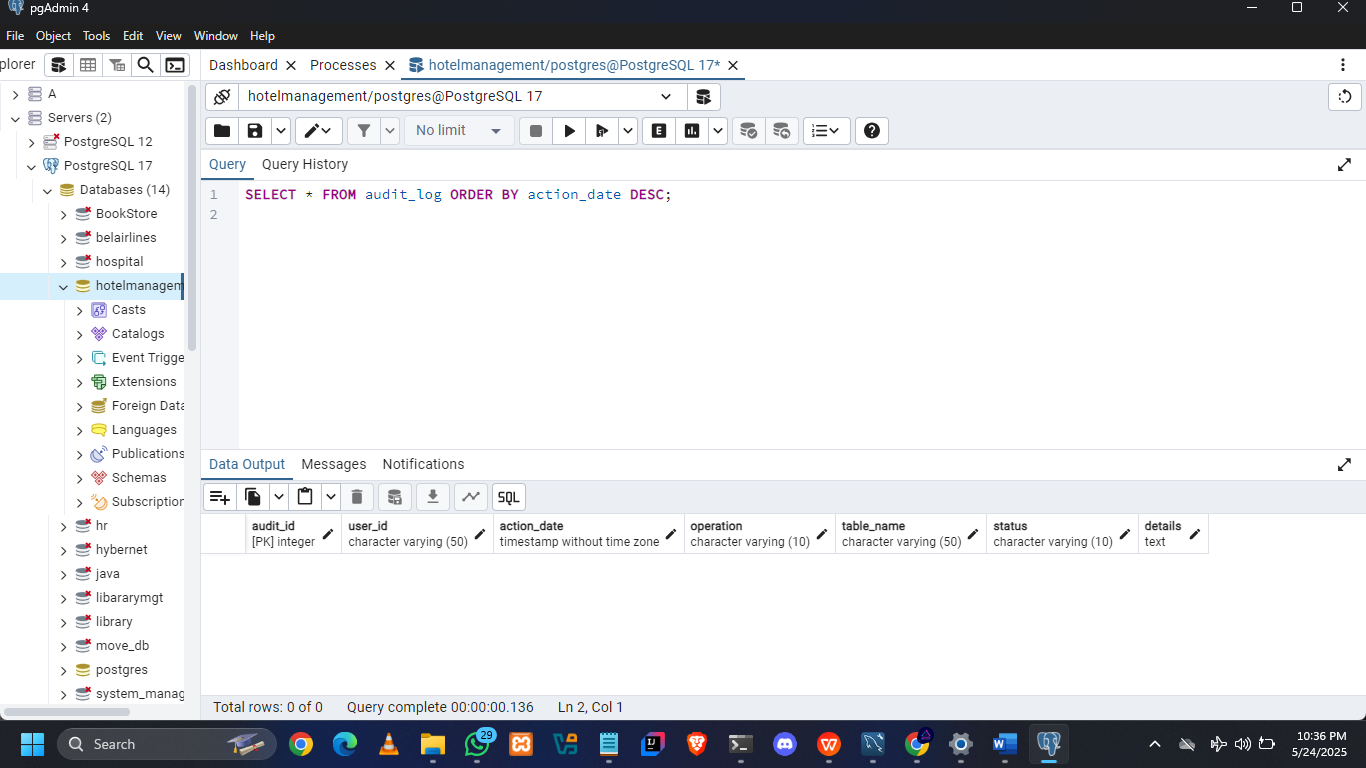 pgAdmin 4
File Object Tools Edit View Window Help
plorer
Dashboard Processes hotelmanagement/postgres@PostgreSQL 17*
hotelmanagement/postgres@PostgreSQL 17
No limit
E
Query Query History
1 SELECT * FROM audit_log ORDER BY action_date DESC;
2
A
Servers (2)
PostgreSQL 12
PostgreSQL 17
Databases (14)
BookStore
belairlines
hospital
hotelmanagem
Casts
Catalogs
Event Trigge
Extensions
Foreign Data
Languages
Publications
Schemas
Subscription
hr
hybernet
java
libararymgt
library
move_db
postgres
system_manag
Data Output Messages Notifications
SQL
audit_id user_id action_date operation table_name status details
[PK] integer character varying (50) timestamp without time zone character varying (10) character varying (50) character varying (10) text
Total rows: 0 of 0 Query complete 00:00:00.136 Ln 2, Col 1
Search
29
10:36 PM
5/24/2025